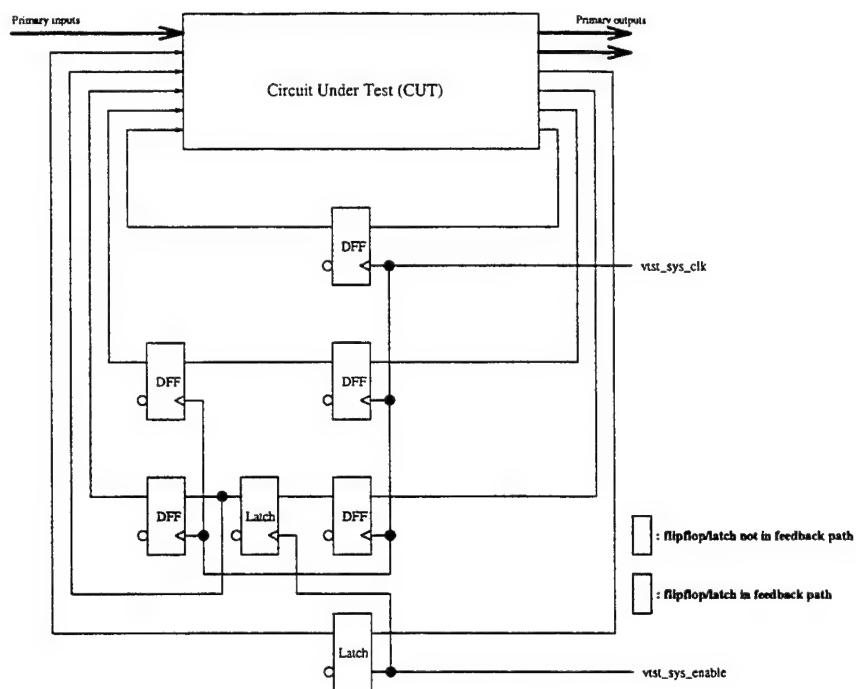 Primary inputs
Primary outputs
Circuit Under Test (CUT)
DFF
vtst_sys_clk
DFF
DFF
DFF
Latch
DFF
: flipflop/latch not in feedback path
: flipflop/latch in feedback path
Latch
vtst_sys_enable